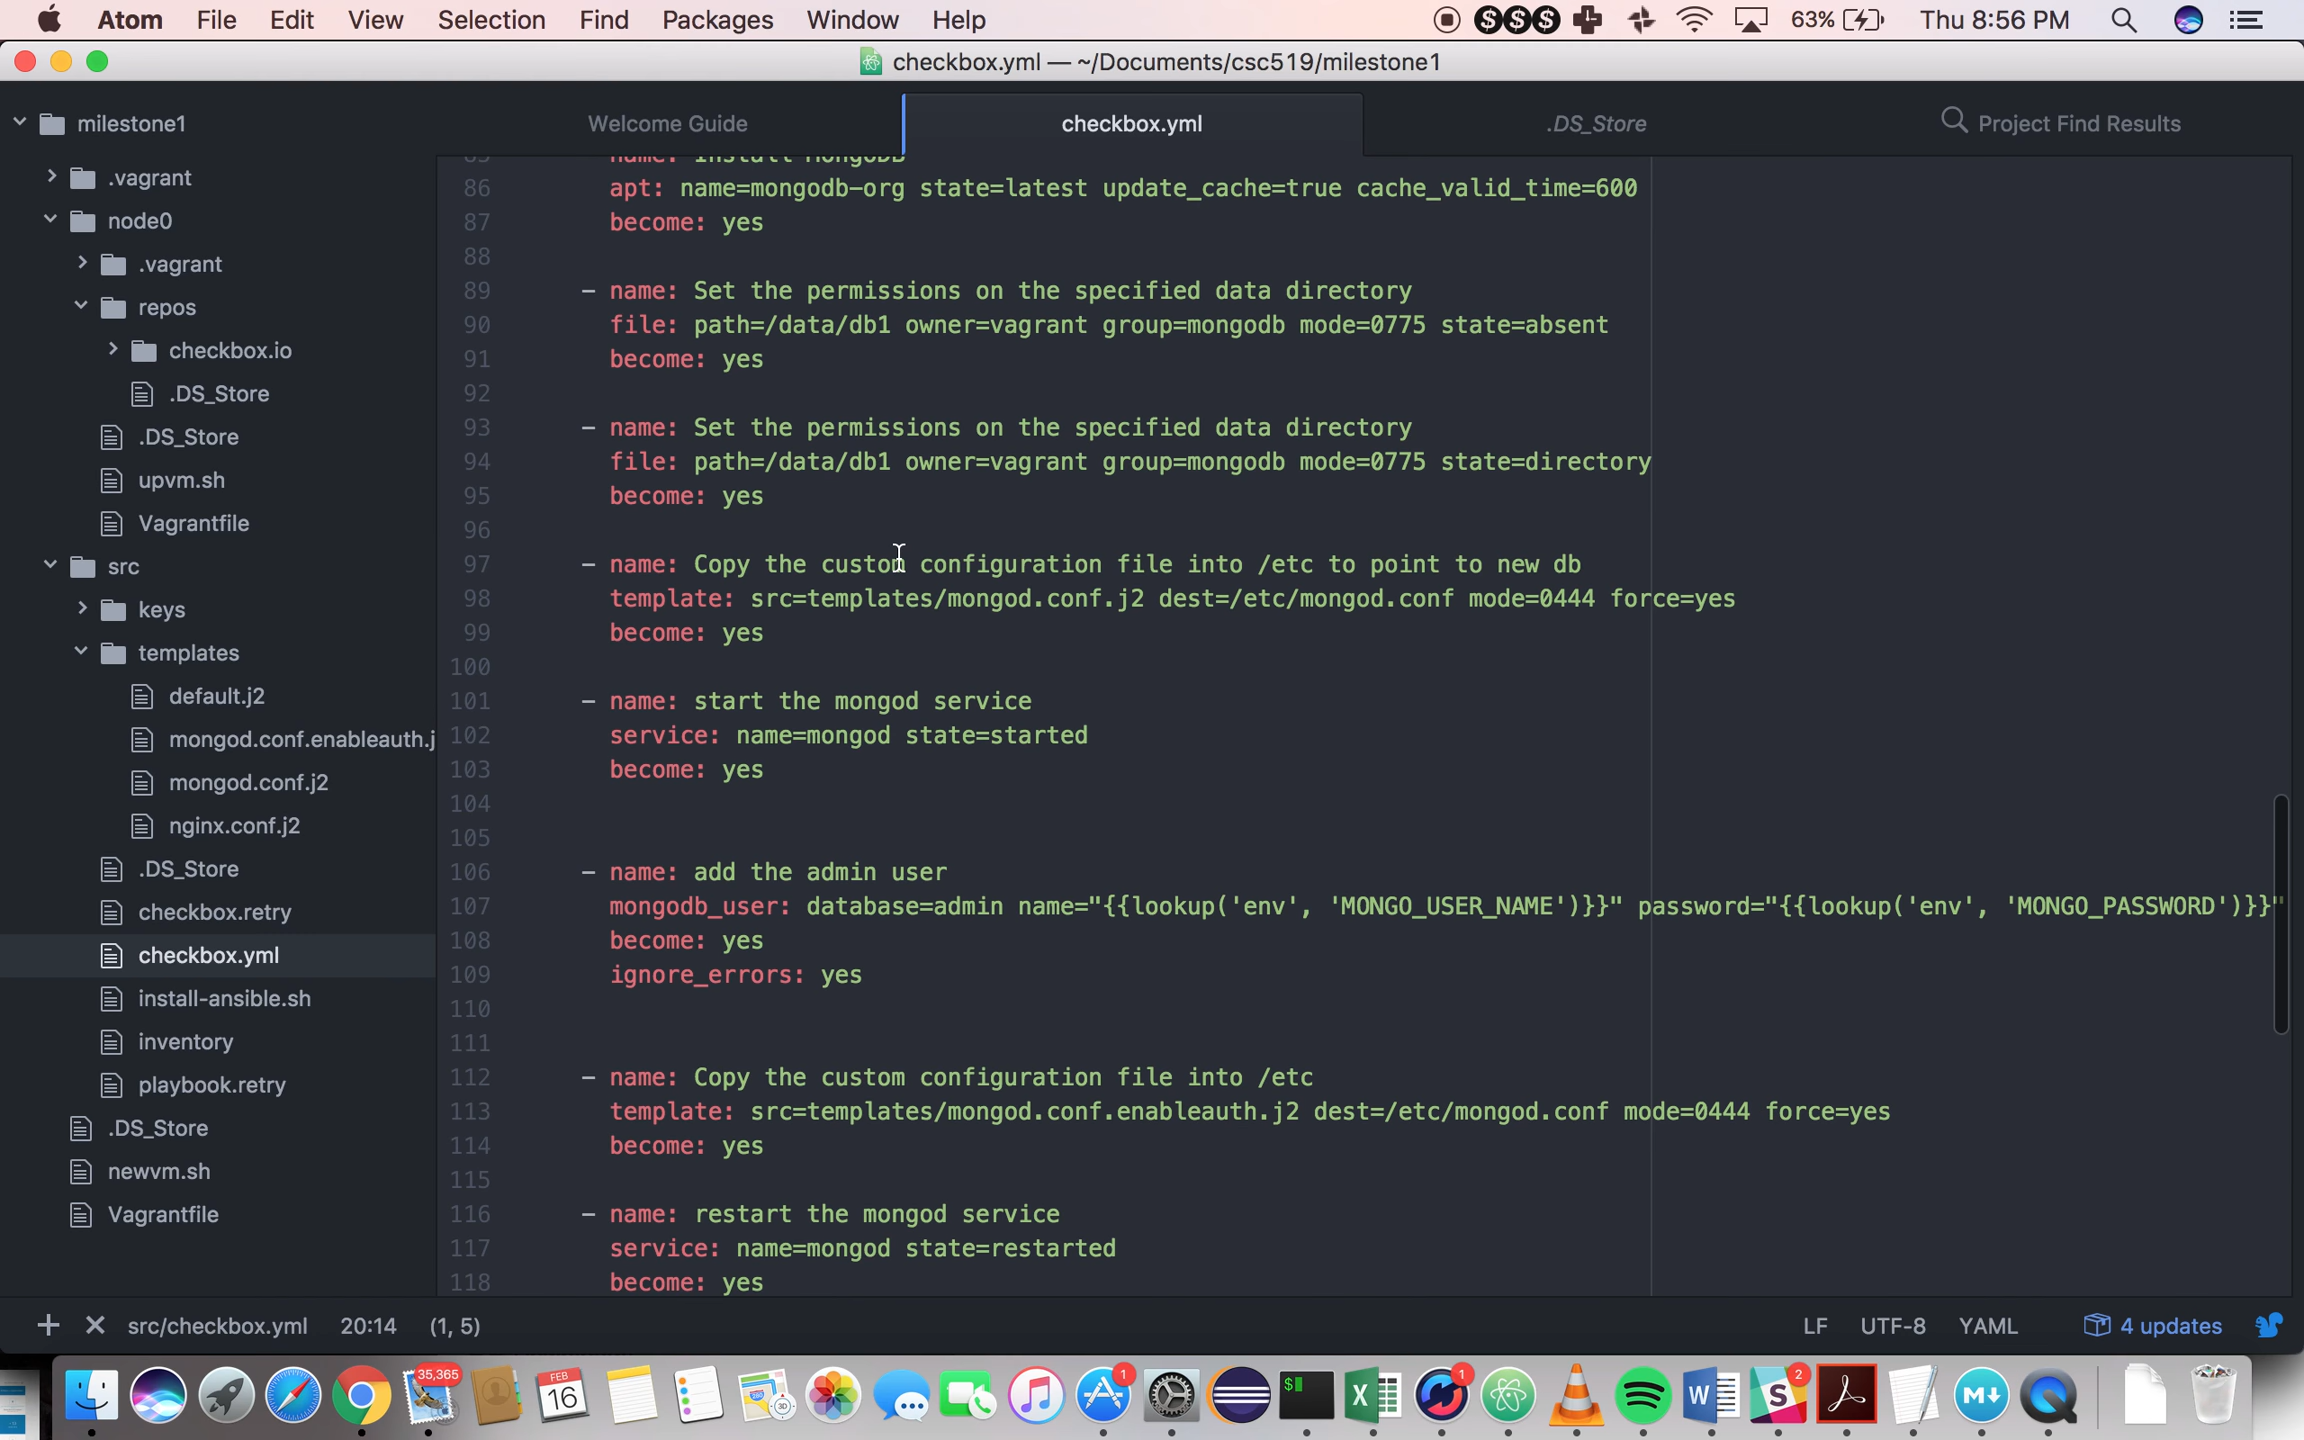 Atom File Edit View Selection Find Packages Window Help 63% Thu 8:56 PM
checkbox.yml — ~/Documents/csc519/milestone1
milestone1
.vagrant
node0
.vagrant
repos
checkbox.io
.DS_Store
.DS_Store
upvm.sh
Vagrantfile
src
keys
templates
default.j2
mongod.conf.enableauth.j
mongod.conf.j2
nginx.conf.j2
.DS_Store
checkbox.retry
checkbox.yml
install-ansible.sh
inventory
playbook.retry
.DS_Store
newvm.sh
Vagrantfile
Welcome Guide checkbox.yml .DS_Store Project Find Results
85 name: Install MongoDB
86 apt: name=mongodb-org state=latest update_cache=true cache_valid_time=600
87 become: yes
88
89 - name: Set the permissions on the specified data directory
90 file: path=/data/db1 owner=vagrant group=mongodb mode=0775 state=absent
91 become: yes
92
93 - name: Set the permissions on the specified data directory
94 file: path=/data/db1 owner=vagrant group=mongodb mode=0775 state=directory
95 become: yes
96
97 - name: Copy the custom configuration file into /etc to point to new db
98 template: src=templates/mongod.conf.j2 dest=/etc/mongod.conf mode=0444 force=yes
99 become: yes
100
101 - name: start the mongod service
102 service: name=mongod state=started
103 become: yes
104
105
106 - name: add the admin user
107 mongodb_user: database=admin name="{{lookup('env', 'MONGO_USER_NAME')}}" password="{{lookup('env', 'MONGO_PASSWORD')}}"
108 become: yes
109 ignore_errors: yes
110
111
112 - name: Copy the custom configuration file into /etc
113 template: src=templates/mongod.conf.enableauth.j2 dest=/etc/mongod.conf mode=0444 force=yes
114 become: yes
115
116 - name: restart the mongod service
117 service: name=mongod state=restarted
118 become: yes
src/checkbox.yml 20:14 (1, 5) LF UTF-8 YAML 4 updates
35,365
FEB
16
3D
1
$
1
2
M↓